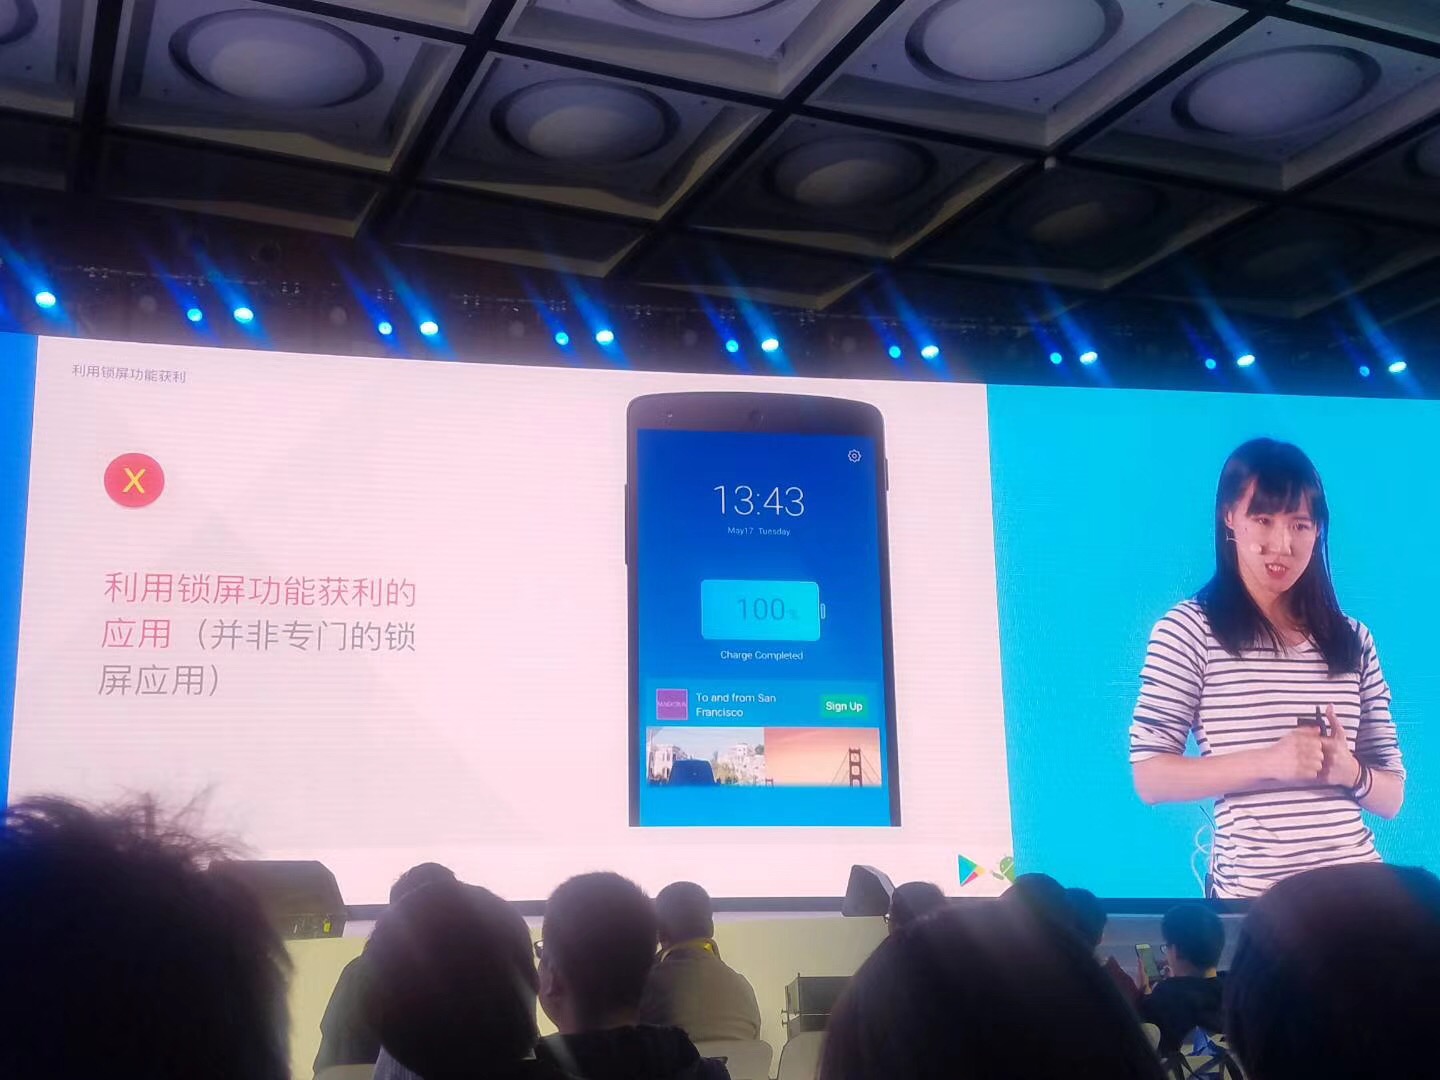 利用锁屏功能获利
X
利用锁屏功能获利的
应用（并非专门的锁
屏应用）
13:43
May17 Tuesday
100%
Charge Completed
To and from San
Francisco
Sign Up